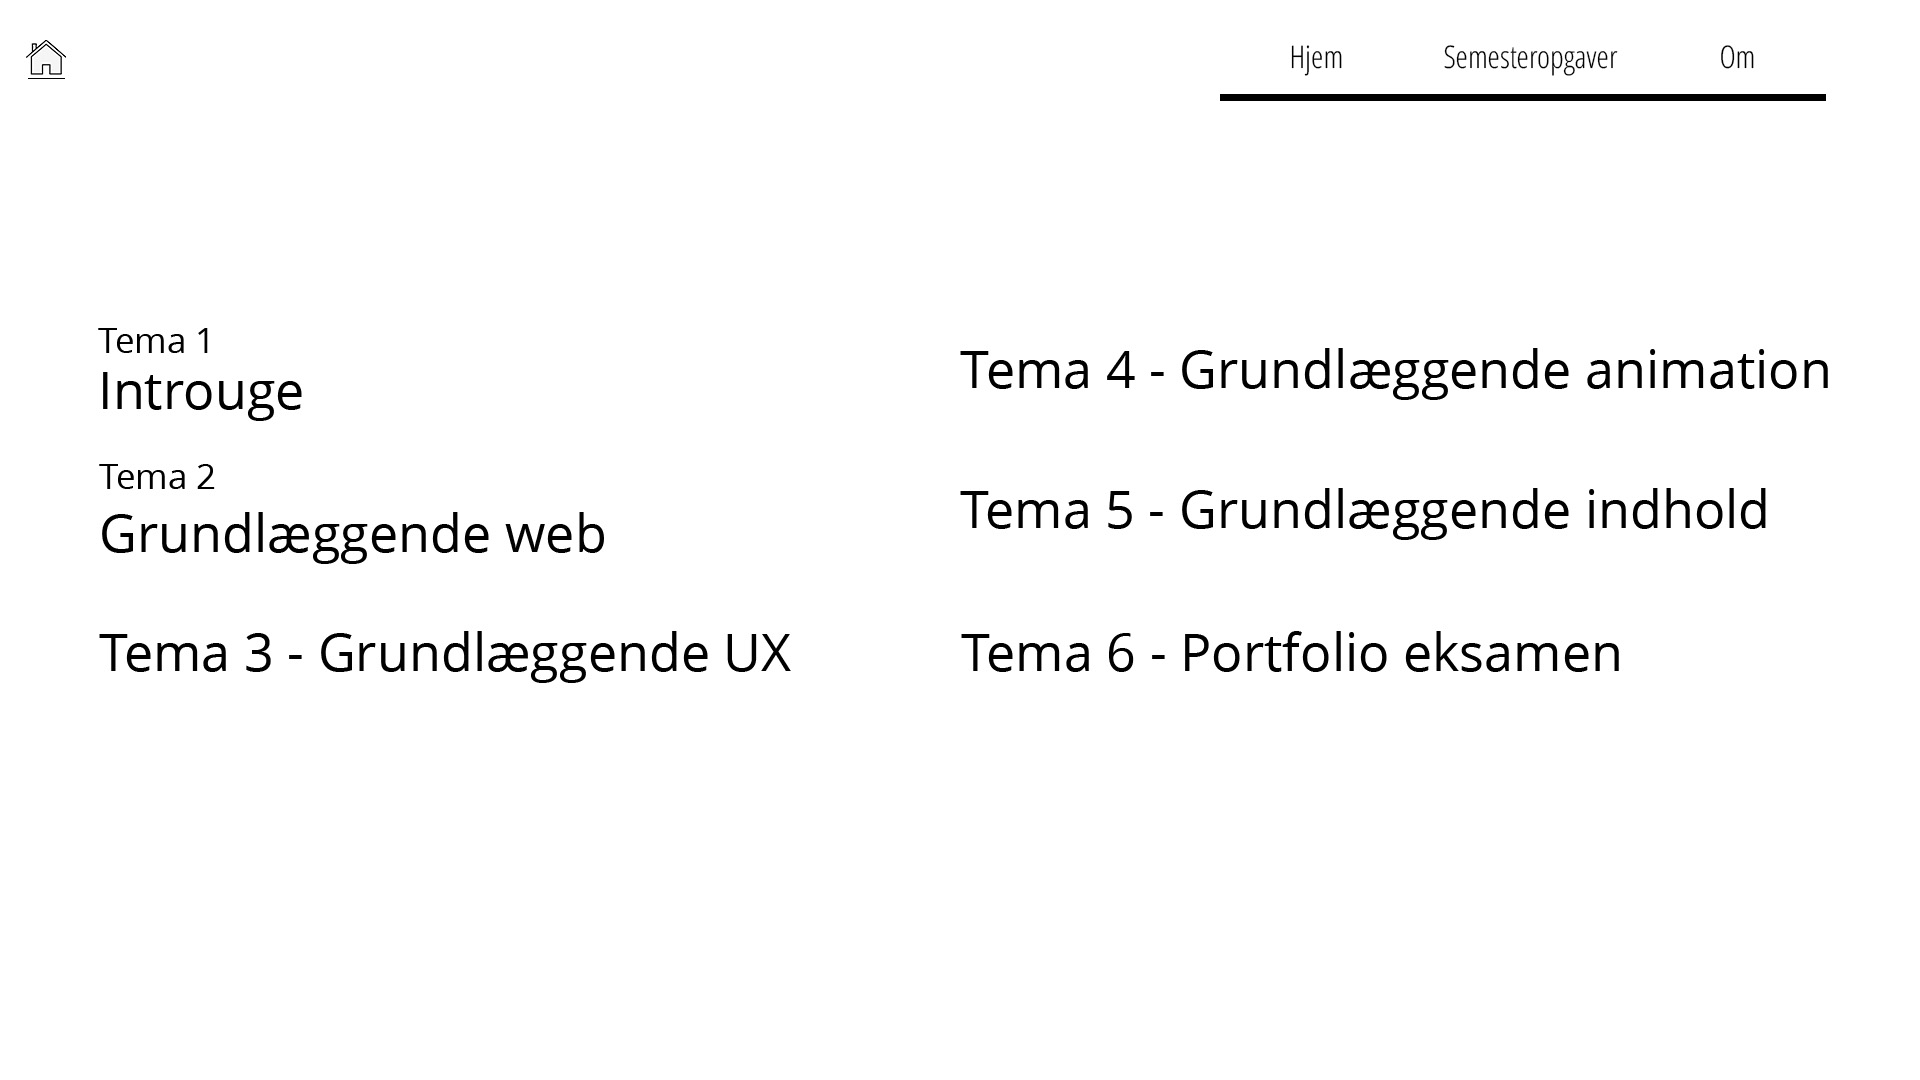 Hjem
Semesteropgaver
Om
Tema 1
Introuge
Tema 2
Grundlæggende web
Tema 3 - Grundlæggende UX
Tema 4 - Grundlæggende animation
Tema 5 - Grundlæggende indhold
Tema 6 - Portfolio eksamen